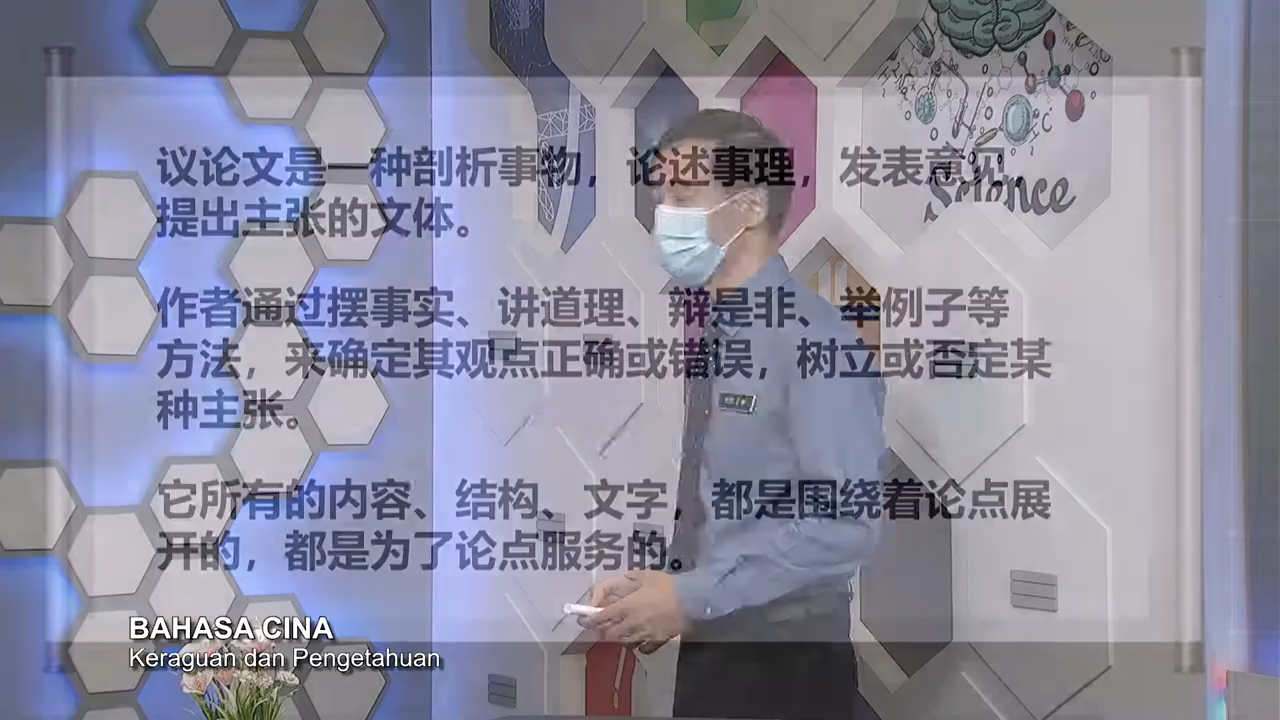 Science
议论文是一种剖析事物，论述事理，发表意见
提出主张的文体。
作者通过摆事实、讲道理、辩是非、举例子等
方法，来确定其观点正确或错误，树立或否定某
种主张。
它所有的内容、结构、文字，都是围绕着论点展
开的，都是为了论点服务的。
BAHASA CINA
Keraguan dan Pengetahuan